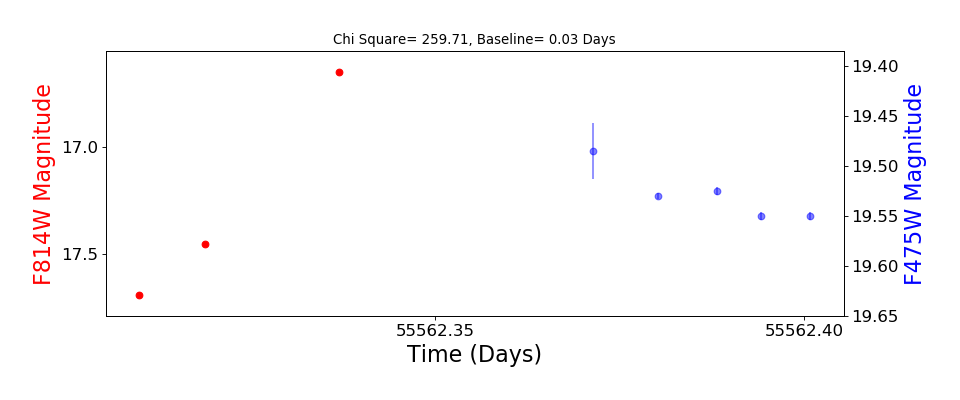 Chi Square= 259.71, Baseline= 0.03 Days
F814W Magnitude
17.0
17.5
19.40
19.45
19.50
19.55
19.60
19.65
F475W Magnitude
55562.35
55562.40
Time (Days)